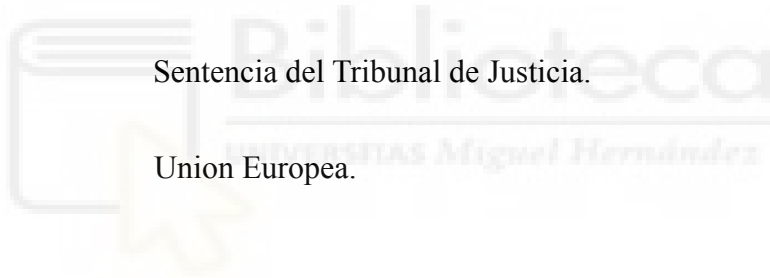 Biblioteca
Sentencia del Tribunal de Justicia.
UNIVERSITAS Miguel Hernández
Union Europea.